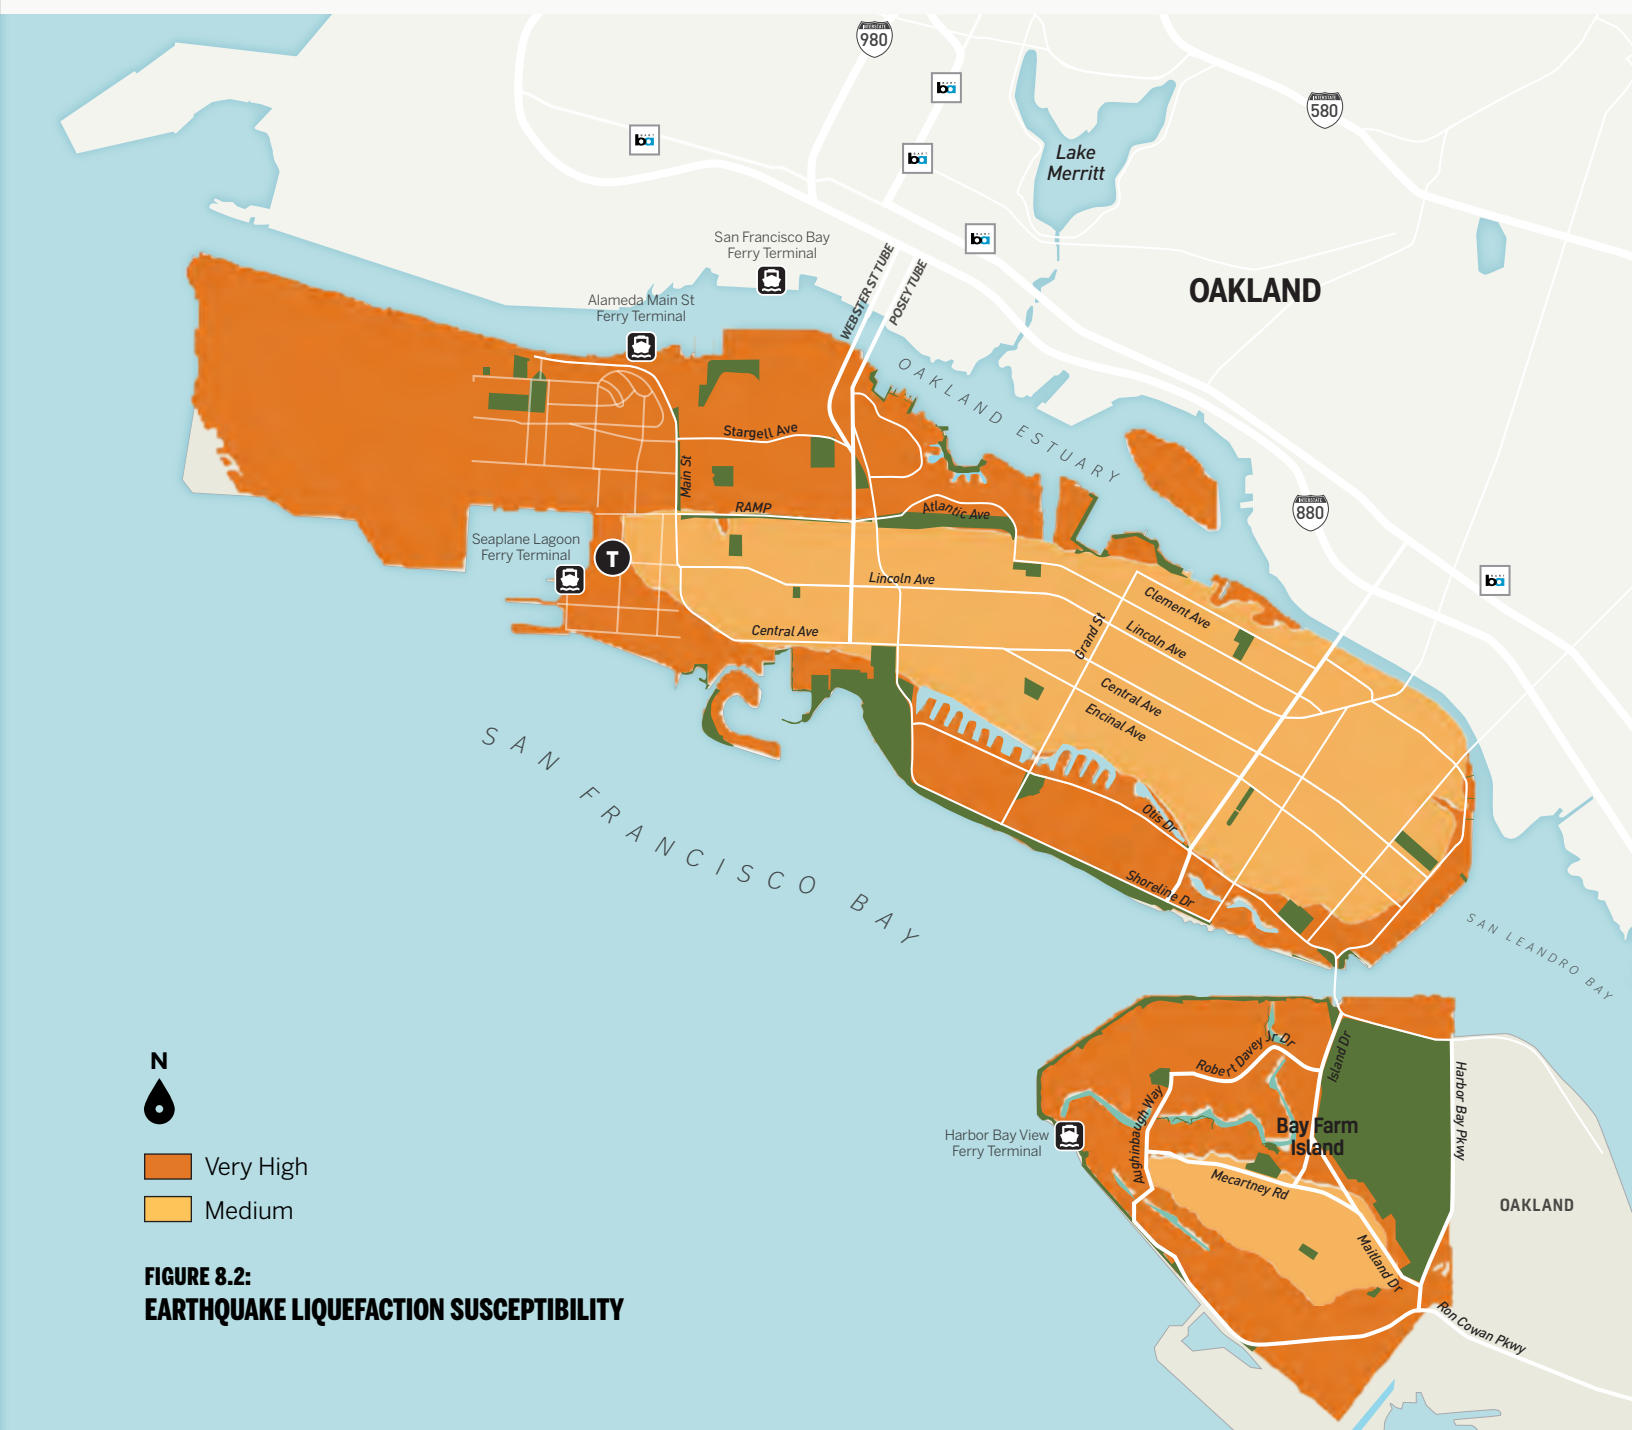 980
580
Lake
Merritt
San Francisco Bay
Ferry Terminal
WEBSTER ST TUBE
POSEY TUBE
OAKLAND
Alameda Main St
Ferry Terminal
OAKLAND ESTUARY
Stargell Ave
Main St
RAMP
Atlantic Ave
880
Seaplane Lagoon
Ferry Terminal
T
Lincoln Ave
Central Ave
Grand St
Clement Ave
Lincoln Ave
Central Ave
Encinal Ave
SAN FRANCISCO BAY
Otis Dr
Shoreline Dr
SAN LEANDRO BAY
Robert Davey Jr Dr
Island Dr
Harbor Bay Pkwy
Aughinbaugh Way
Harbor Bay View
Ferry Terminal
Bay Farm
Island
Mecartney Rd
OAKLAND
Maitland Dr
Ron Cowan Pkwy
N
Very High
Medium
FIGURE 8.2:
EARTHQUAKE LIQUEFACTION SUSCEPTIBILITY